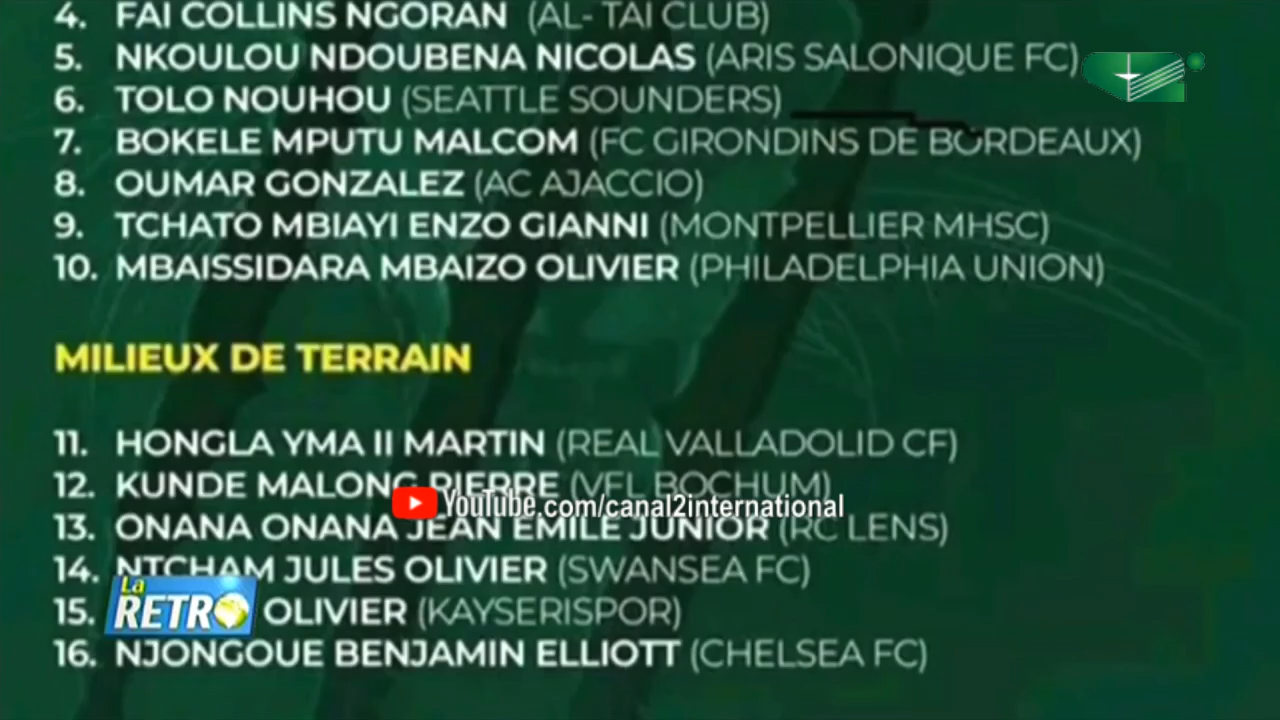 4. FAI COLLINS NGORAN (AL- TAI CLUB)
5. NKOULOU NDOUBENA NICOLAS (ARIS SALONIQUE FC)
6. TOLO NOUHOU (SEATTLE SOUNDERS)
7. BOKELE MPUTU MALCOM (FC GIRONDINS DE BORDEAUX)
8. OUMAR GONZALEZ (AC AJACCIO)
9. TCHATO MBIAYI ENZO GIANNI (MONTPELLIER MHSC)
10. MBAISSIDARA MBAIZO OLIVIER (PHILADELPHIA UNION)
MILIEUX DE TERRAIN
11. HONGLA YMA II MARTIN (REAL VALLADOLID CF)
12. KUNDE MALONG PIERRE (VFL BOCHUM)
YouTube.com/canal2international
13. ONANA ONANA JEAN EMILE JUNIOR (RC LENS)
14. NTCHAM JULES OLIVIER (SWANSEA FC)
La RETRO
15. OLIVIER (KAYSERISPOR)
16. NJONGOUE BENJAMIN ELLIOTT (CHELSEA FC)